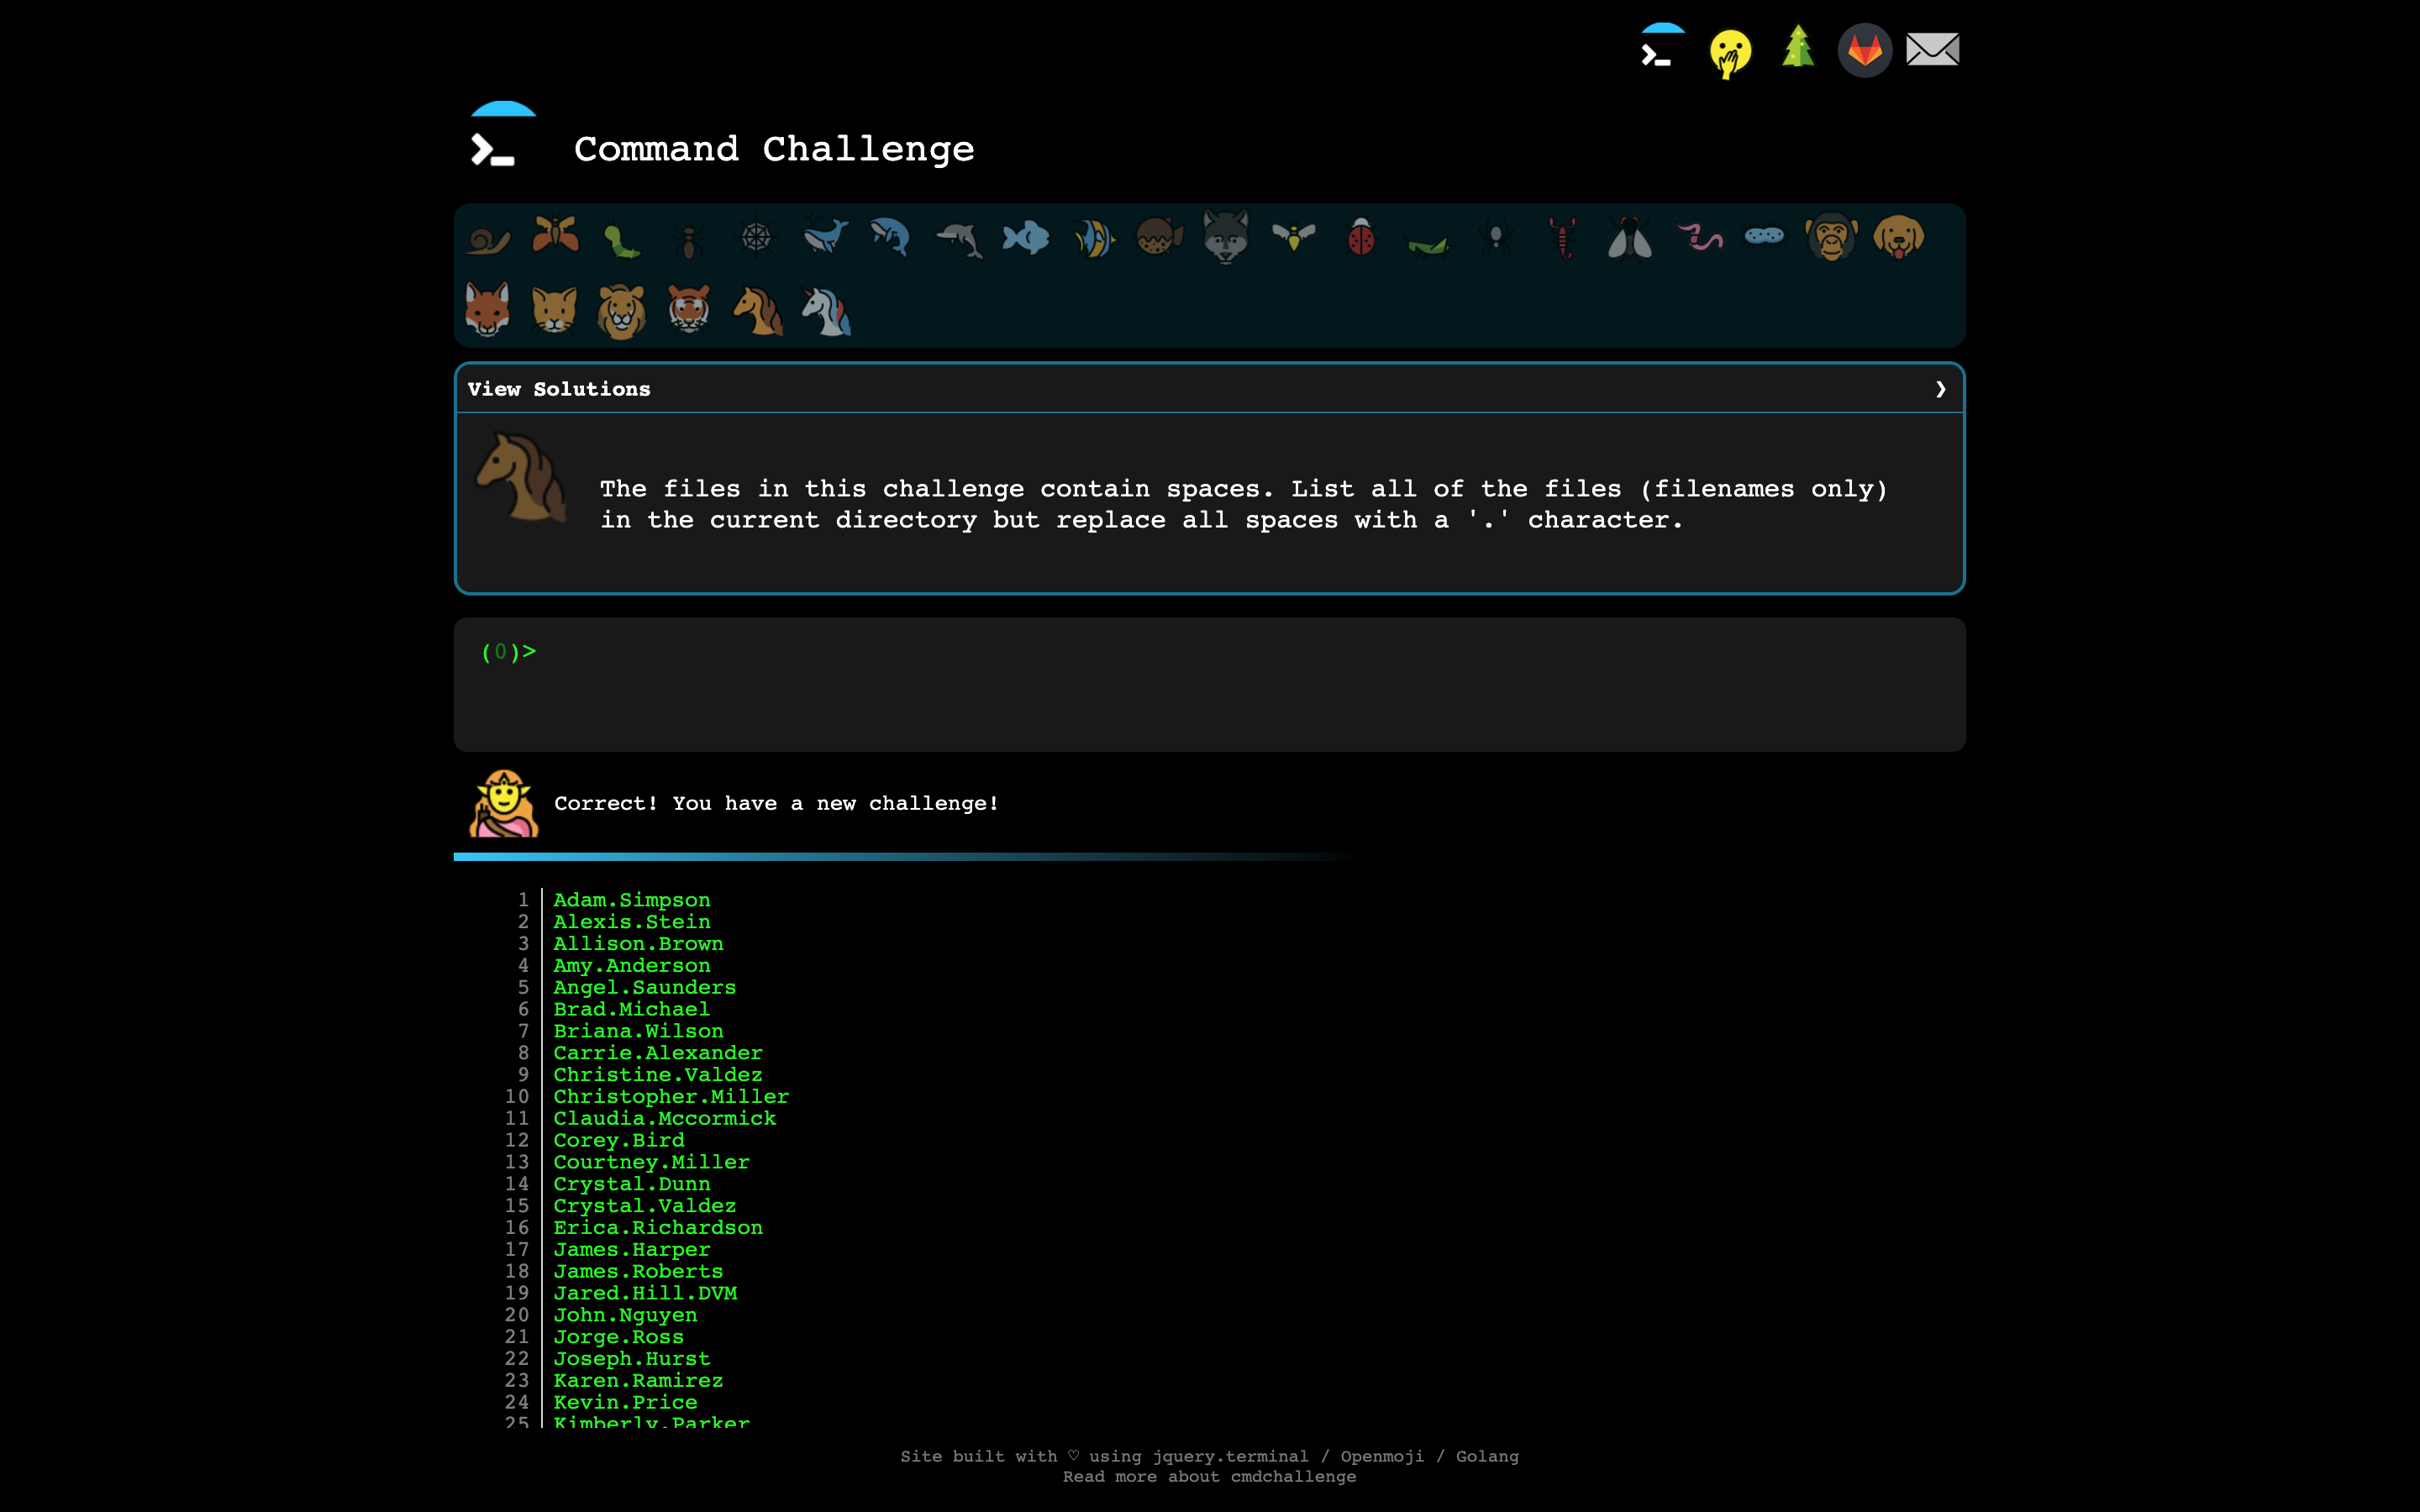 Command Challenge
View Solutions ❯
The files in this challenge contain spaces. List all of the files (filenames only)
in the current directory but replace all spaces with a '.' character.
(0)>
Correct! You have a new challenge!
1 Adam.Simpson
2 Alexis.Stein
3 Allison.Brown
4 Amy.Anderson
5 Angel.Saunders
6 Brad.Michael
7 Briana.Wilson
8 Carrie.Alexander
9 Christine.Valdez
10 Christopher.Miller
11 Claudia.Mccormick
12 Corey.Bird
13 Courtney.Miller
14 Crystal.Dunn
15 Crystal.Valdez
16 Erica.Richardson
17 James.Harper
18 James.Roberts
19 Jared.Hill.DVM
20 John.Nguyen
21 Jorge.Ross
22 Joseph.Hurst
23 Karen.Ramirez
24 Kevin.Price
25 Kimberly.Parker
Site built with ♡ using jquery.terminal / Openmoji / Golang
Read more about cmdchallenge